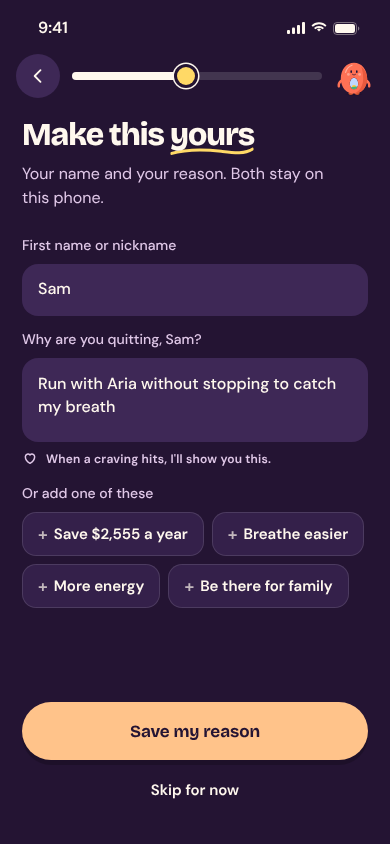 9:41
Make this yours
Your name and your reason. Both stay on
this phone.
First name or nickname
Sam
Why are you quitting, Sam?
Run with Aria without stopping to catch
my breath
When a craving hits, I'll show you this.
Or add one of these
+ Save $2,555 a year
+ Breathe easier
+ More energy
+ Be there for family
Save my reason
Skip for now